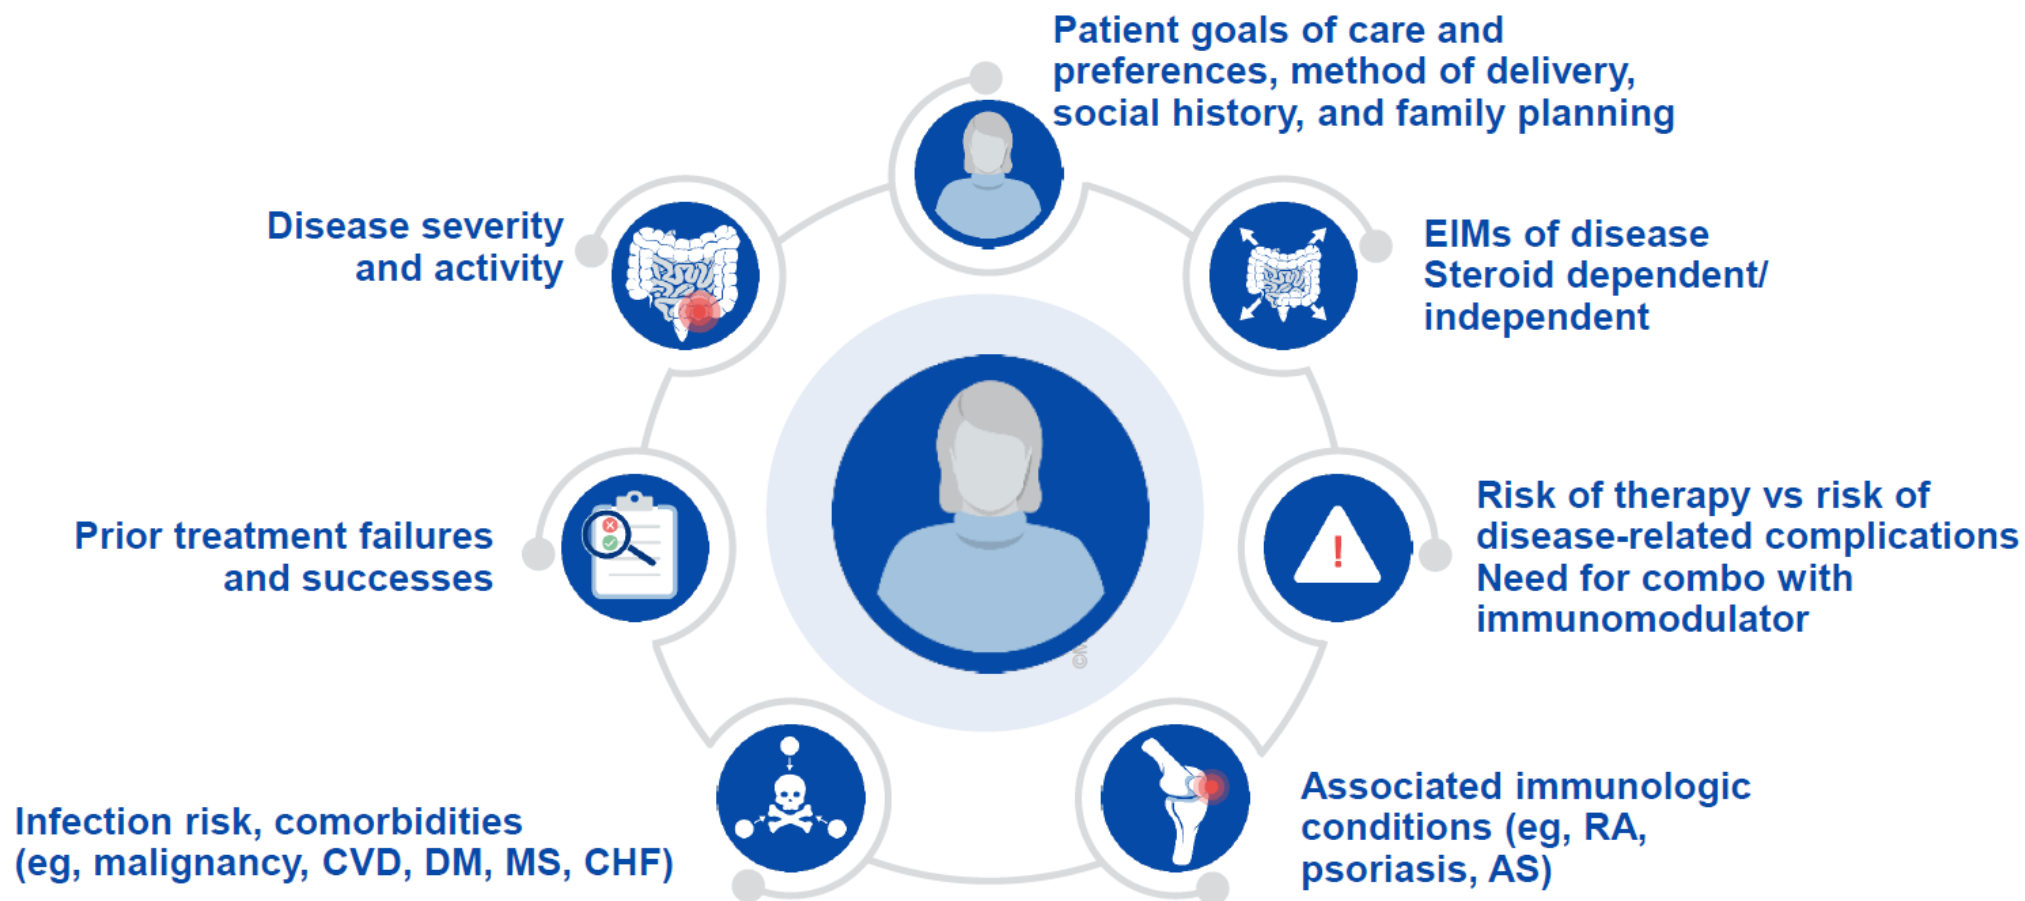 Patient goals of care and
preferences, method of delivery,
social history, and family planning
Disease severity
and activity
EIMs of disease
Steroid dependent/
independent
Prior treatment failures
and successes
Risk of therapy vs risk of
disease-related complications
Need for combo with
immunomodulator
Infection risk, comorbidities
(eg, malignancy, CVD, DM, MS, CHF)
Associated immunologic
conditions (eg, RA,
psoriasis, AS)